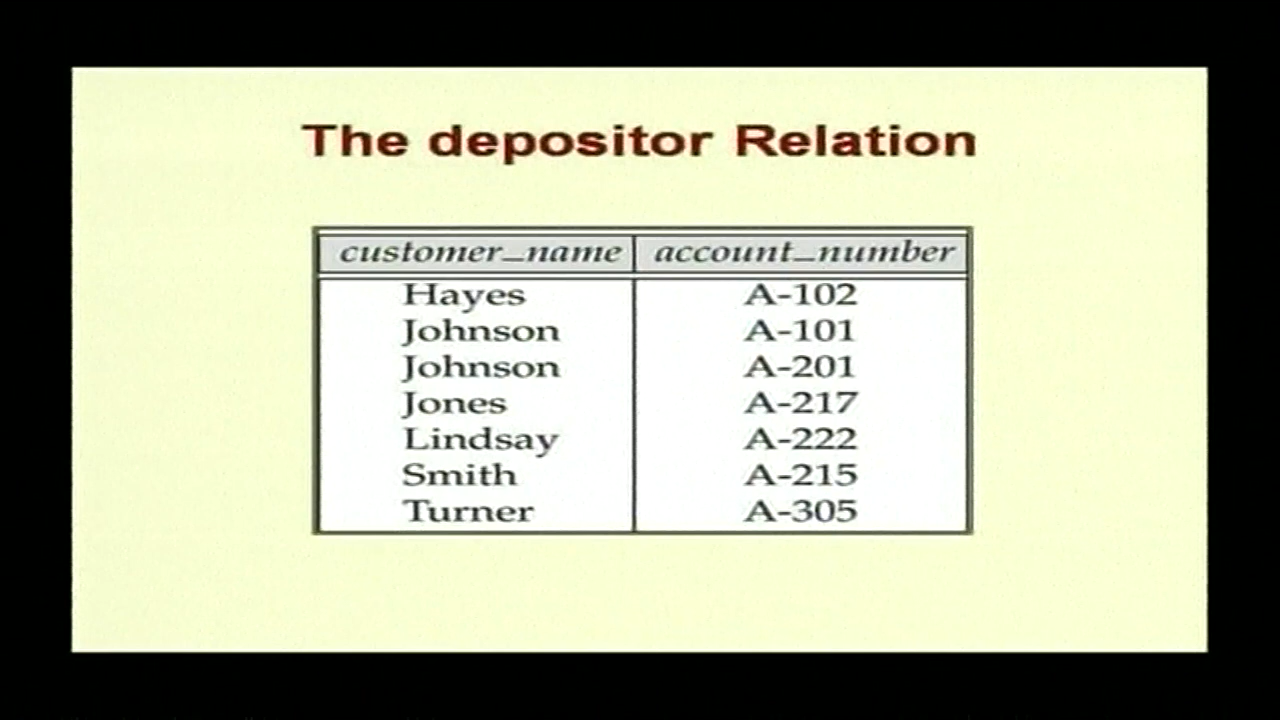 The depositor Relation
customer_name account_number
Hayes A-102
Johnson A-101
Johnson A-201
Jones A-217
Lindsay A-222
Smith A-215
Turner A-305